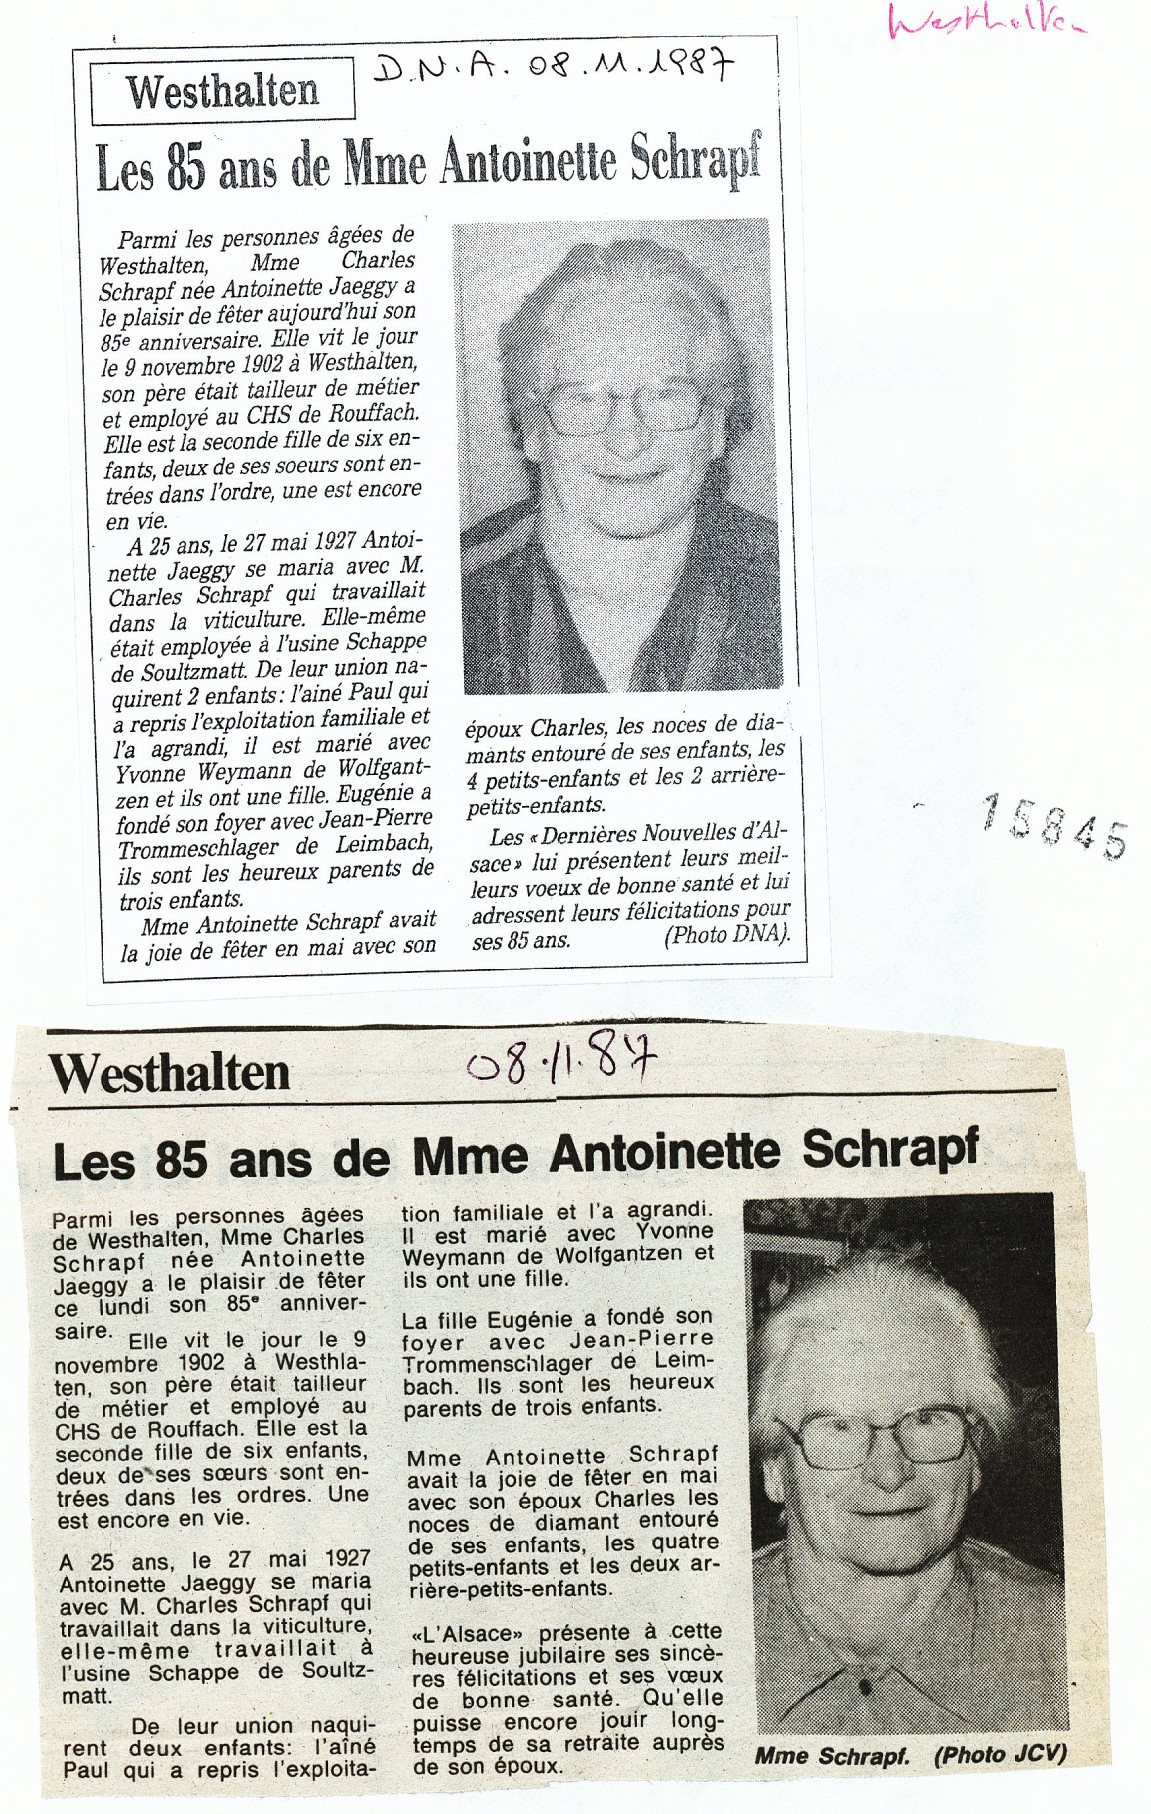 Westhalten
D.N.A. 08.11.1987
Westhalten
Les 85 ans de Mme Antoinette Schrapf
Parmi les personnes âgées de
Westhalten, Mme Charles
Schrapf née Antoinette Jaeggy a
le plaisir de fêter aujourd'hui son
85e anniversaire. Elle vit le jour
le 9 novembre 1902 à Westhalten,
son père était tailleur de métier
et employé au CHS de Rouffach.
Elle est la seconde fille de six en-
fants, deux de ses soeurs sont en-
trées dans l'ordre, une est encore
en vie.
A 25 ans, le 27 mai 1927 Antoi-
nette Jaeggy se maria avec M.
Charles Schrapf qui travaillait
dans la viticulture. Elle-même
était employée à l'usine Schappe
de Soultzmatt. De leur union na-
quirent 2 enfants : l'ainé Paul qui
a repris l'exploitation familiale et
l'a agrandi, il est marié avec
Yvonne Weymann de Wolfgant-
zen et ils ont une fille. Eugénie a
fondé son foyer avec Jean-Pierre
Trommeschlager de Leimbach,
ils sont les heureux parents de
trois enfants.
Mme Antoinette Schrapf avait
la joie de fêter en mai avec son
époux Charles, les noces de dia-
mants entouré de ses enfants, les
4 petits-enfants et les 2 arrière-
petits-enfants.
Les « Dernières Nouvelles d'Al-
sace » lui présentent leurs meil-
leurs voeux de bonne santé et lui
adressent leurs félicitations pour
ses 85 ans. (Photo DNA).
15845
Westhalten
08.11.87
Les 85 ans de Mme Antoinette Schrapf
Parmi les personnes âgées
de Westhalten, Mme Charles
Schrapf née Antoinette
Jaeggy a le plaisir de fêter
ce lundi son 85e anniver-
saire.
Elle vit le jour le 9
novembre 1902 à Westhla-
ten, son père était tailleur
de métier et employé au
CHS de Rouffach. Elle est la
seconde fille de six enfants,
deux de ses sœurs sont en-
trées dans les ordres. Une
est encore en vie.
A 25 ans, le 27 mai 1927
Antoinette Jaeggy se maria
avec M. Charles Schrapf qui
travaillait dans la viticulture,
elle-même travaillait à
l'usine Schappe de Soultz-
matt.
De leur union naqui-
rent deux enfants: l'aîné
Paul qui a repris l'exploita-
tion familiale et l'a agrandi.
Il est marié avec Yvonne
Weymann de Wolfgantzen et
ils ont une fille.
La fille Eugénie a fondé son
foyer avec Jean-Pierre
Trommenschlager de Leim-
bach. Ils sont les heureux
parents de trois enfants.
Mme Antoinette Schrapf
avait la joie de fêter en mai
avec son époux Charles les
noces de diamant entouré
de ses enfants, les quatre
petits-enfants et les deux ar-
rière-petits-enfants.
«L'Alsace» présente à cette
heureuse jubilaire ses sincè-
res félicitations et ses vœux
de bonne santé. Qu'elle
puisse encore jouir long-
temps de sa retraite auprès
de son époux.
Mme Schrapf. (Photo JCV)